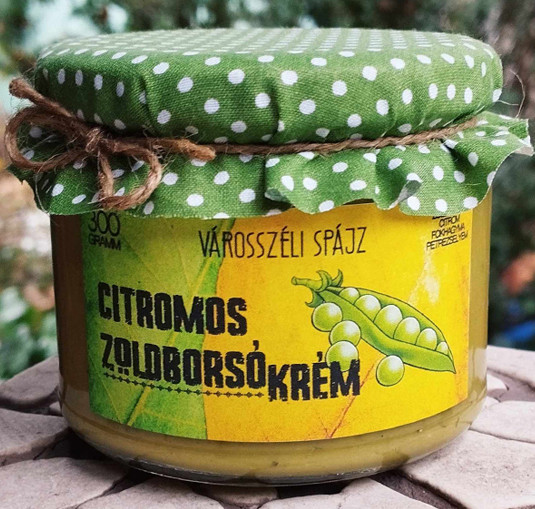 300
GRAMM
VÁROSSZÉLI SPÁJZ
CITROM
FOKHAGYMA
PETREZSELYEM
CITROMOS
ZÖLDBORSÓKRÉM